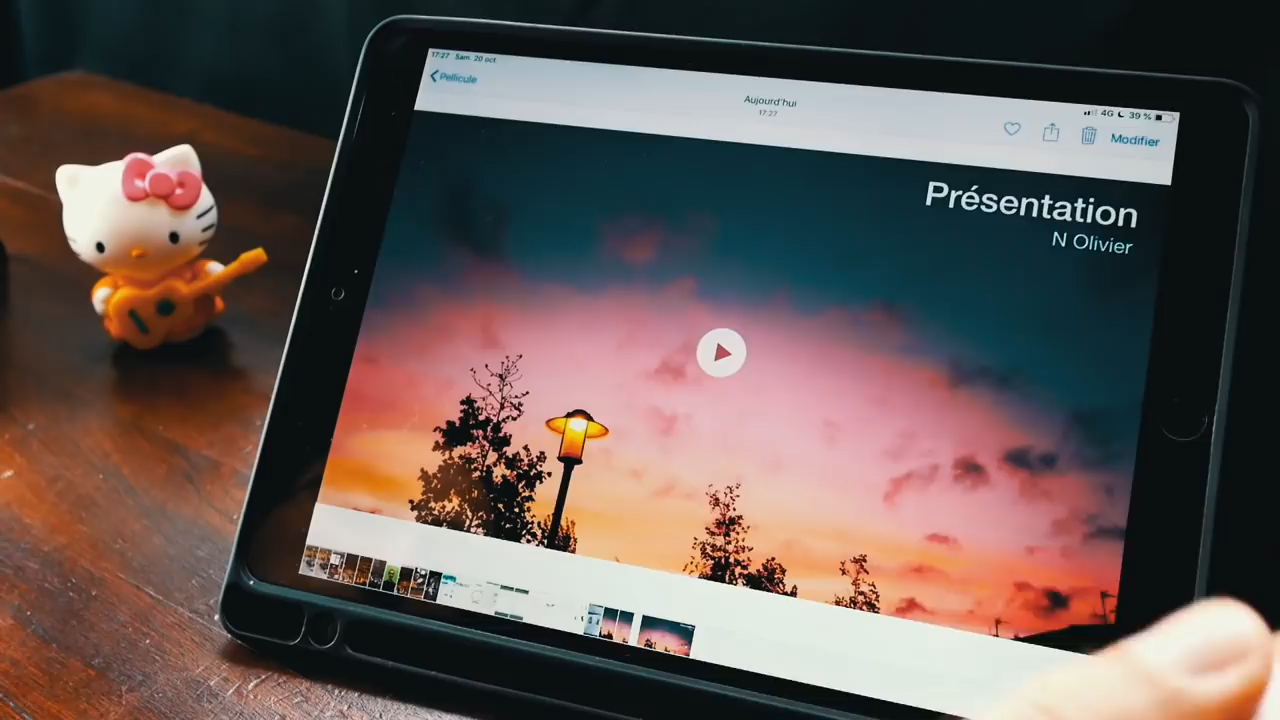 17:27 Sam. 20 oct.
4G 39 %
Pellicule
Aujourd'hui
17:27
Modifier
Présentation
N Olivier